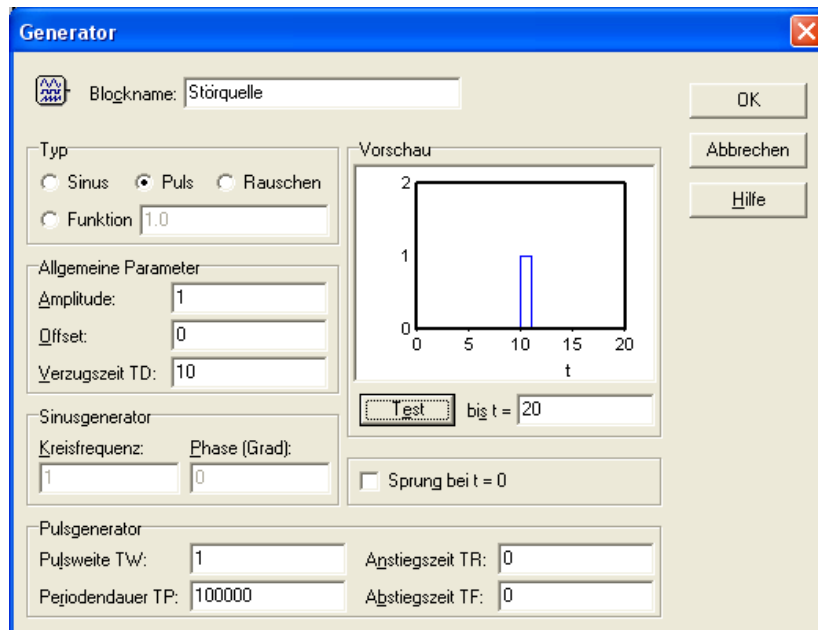 Generator
Blockname: Störquelle
OK
Abbrechen
Hilfe
Typ
Sinus Puls Rauschen
Funktion 1.0
Allgemeine Parameter
Amplitude: 1
Offset: 0
Verzugszeit TD: 10
Sinusgenerator
Kreisfrequenz: Phase (Grad):
1 0
Vorschau
2
1
0
0 5 10 15 20
t
Test bis t = 20
Sprung bei t = 0
Pulsgenerator
Pulsweite TW: 1 Anstiegszeit TR: 0
Periodendauer TP: 100000 Abstiegszeit TF: 0